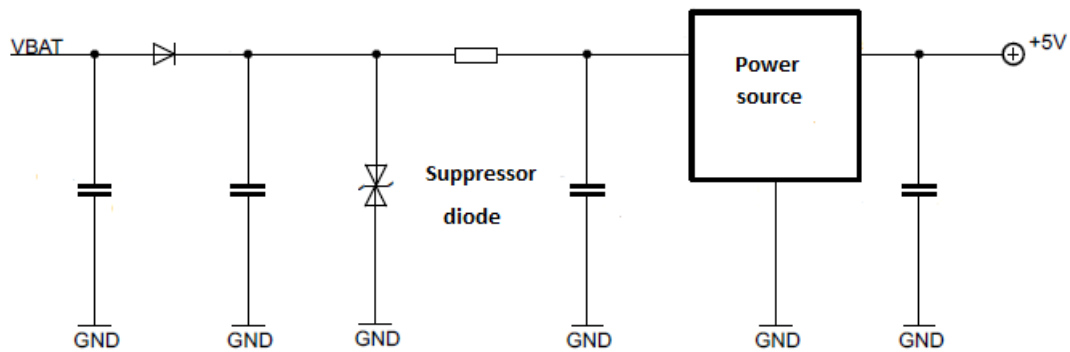 VBAT
+5V
Power
source
Suppressor
diode
GND
GND
GND
GND
GND
GND